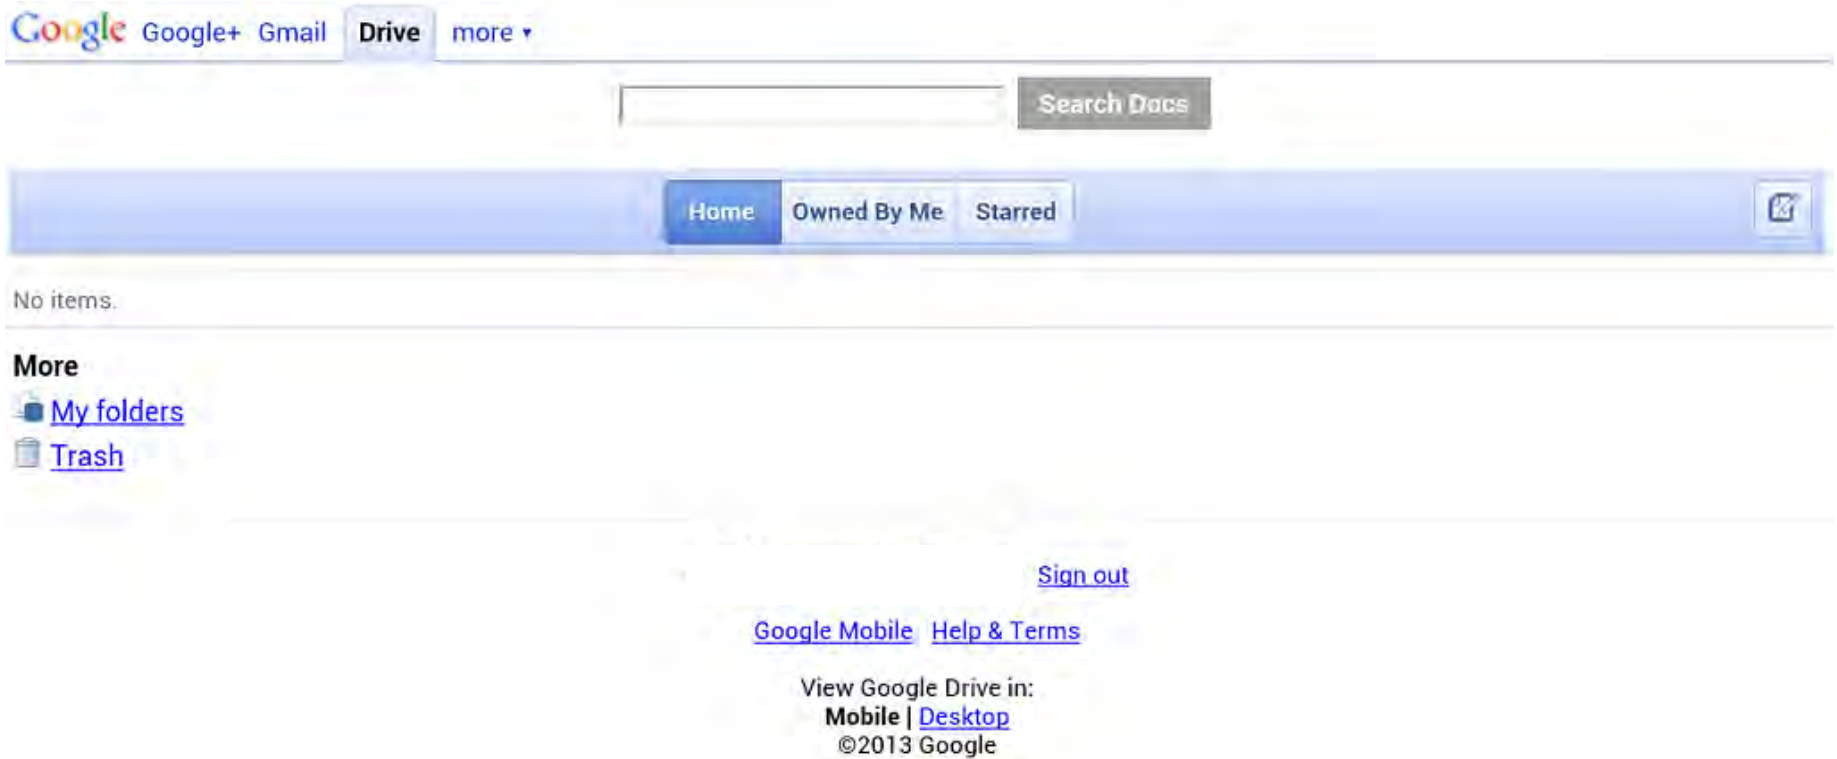 Google Google+ Gmail Drive more ▾
Search Docs
Home Owned By Me Starred
No items.
More
My folders
Trash
Sign out
Google Mobile Help & Terms
View Google Drive in:
Mobile | Desktop
©2013 Google